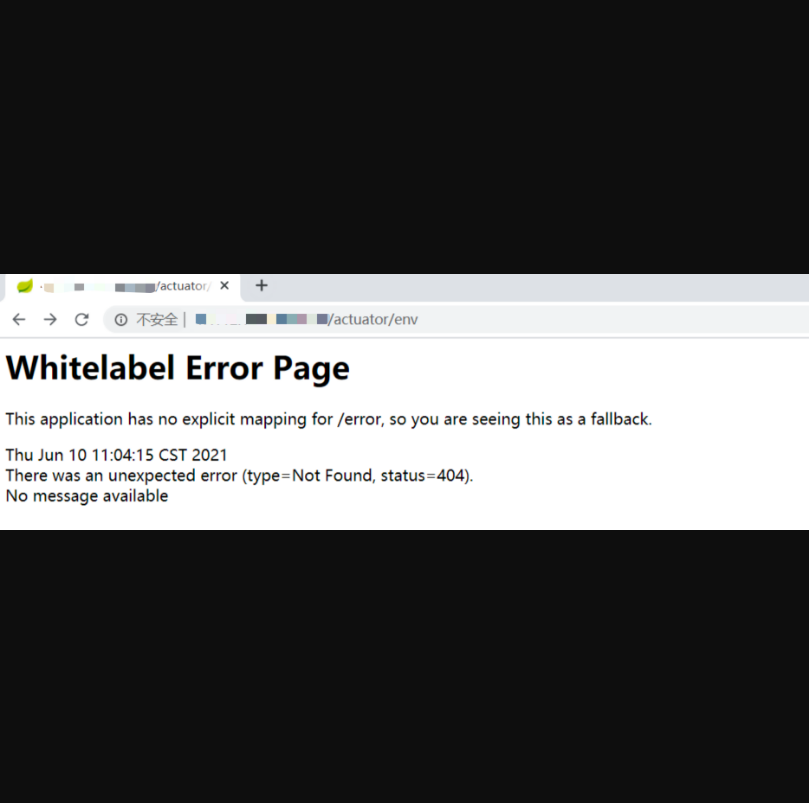 /actuator/
不安全 | /actuator/env
Whitelabel Error Page
This application has no explicit mapping for /error, so you are seeing this as a fallback.
Thu Jun 10 11:04:15 CST 2021
There was an unexpected error (type=Not Found, status=404).
No message available